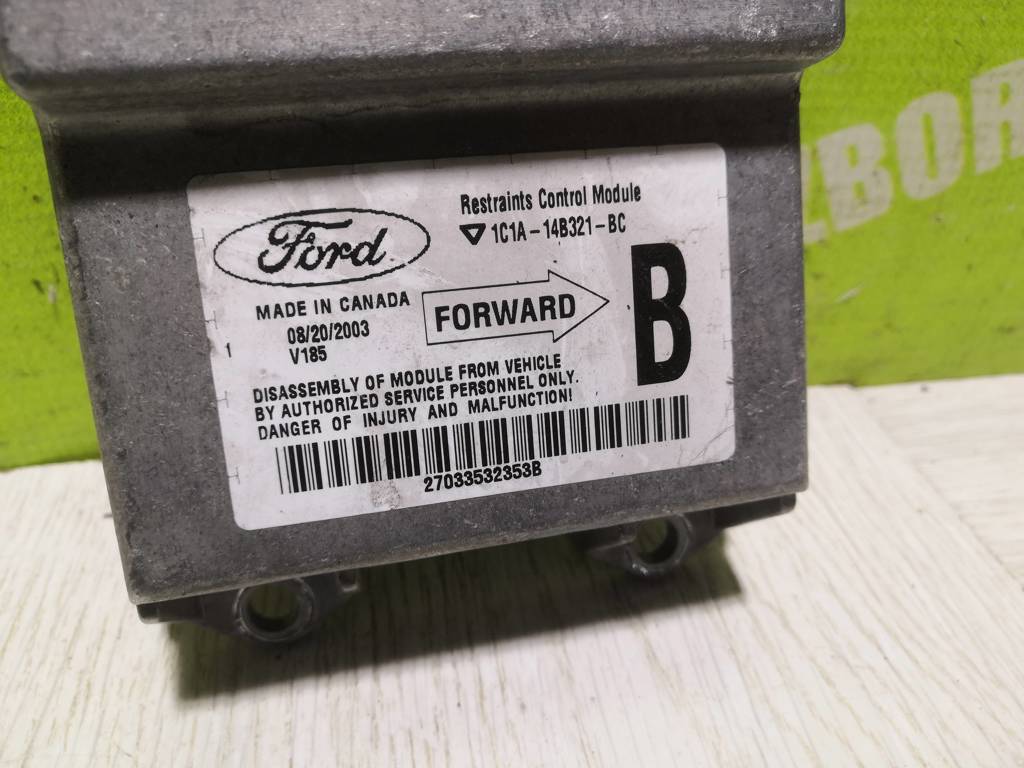 Ford
Restraints Control Module
1C1A-14B321-BC
MADE IN CANADA
08/20/2003
V185
FORWARD
B
1
DISASSEMBLY OF MODULE FROM VEHICLE
BY AUTHORIZED SERVICE PERSONNEL ONLY.
DANGER OF INJURY AND MALFUNCTION!
27033532353B